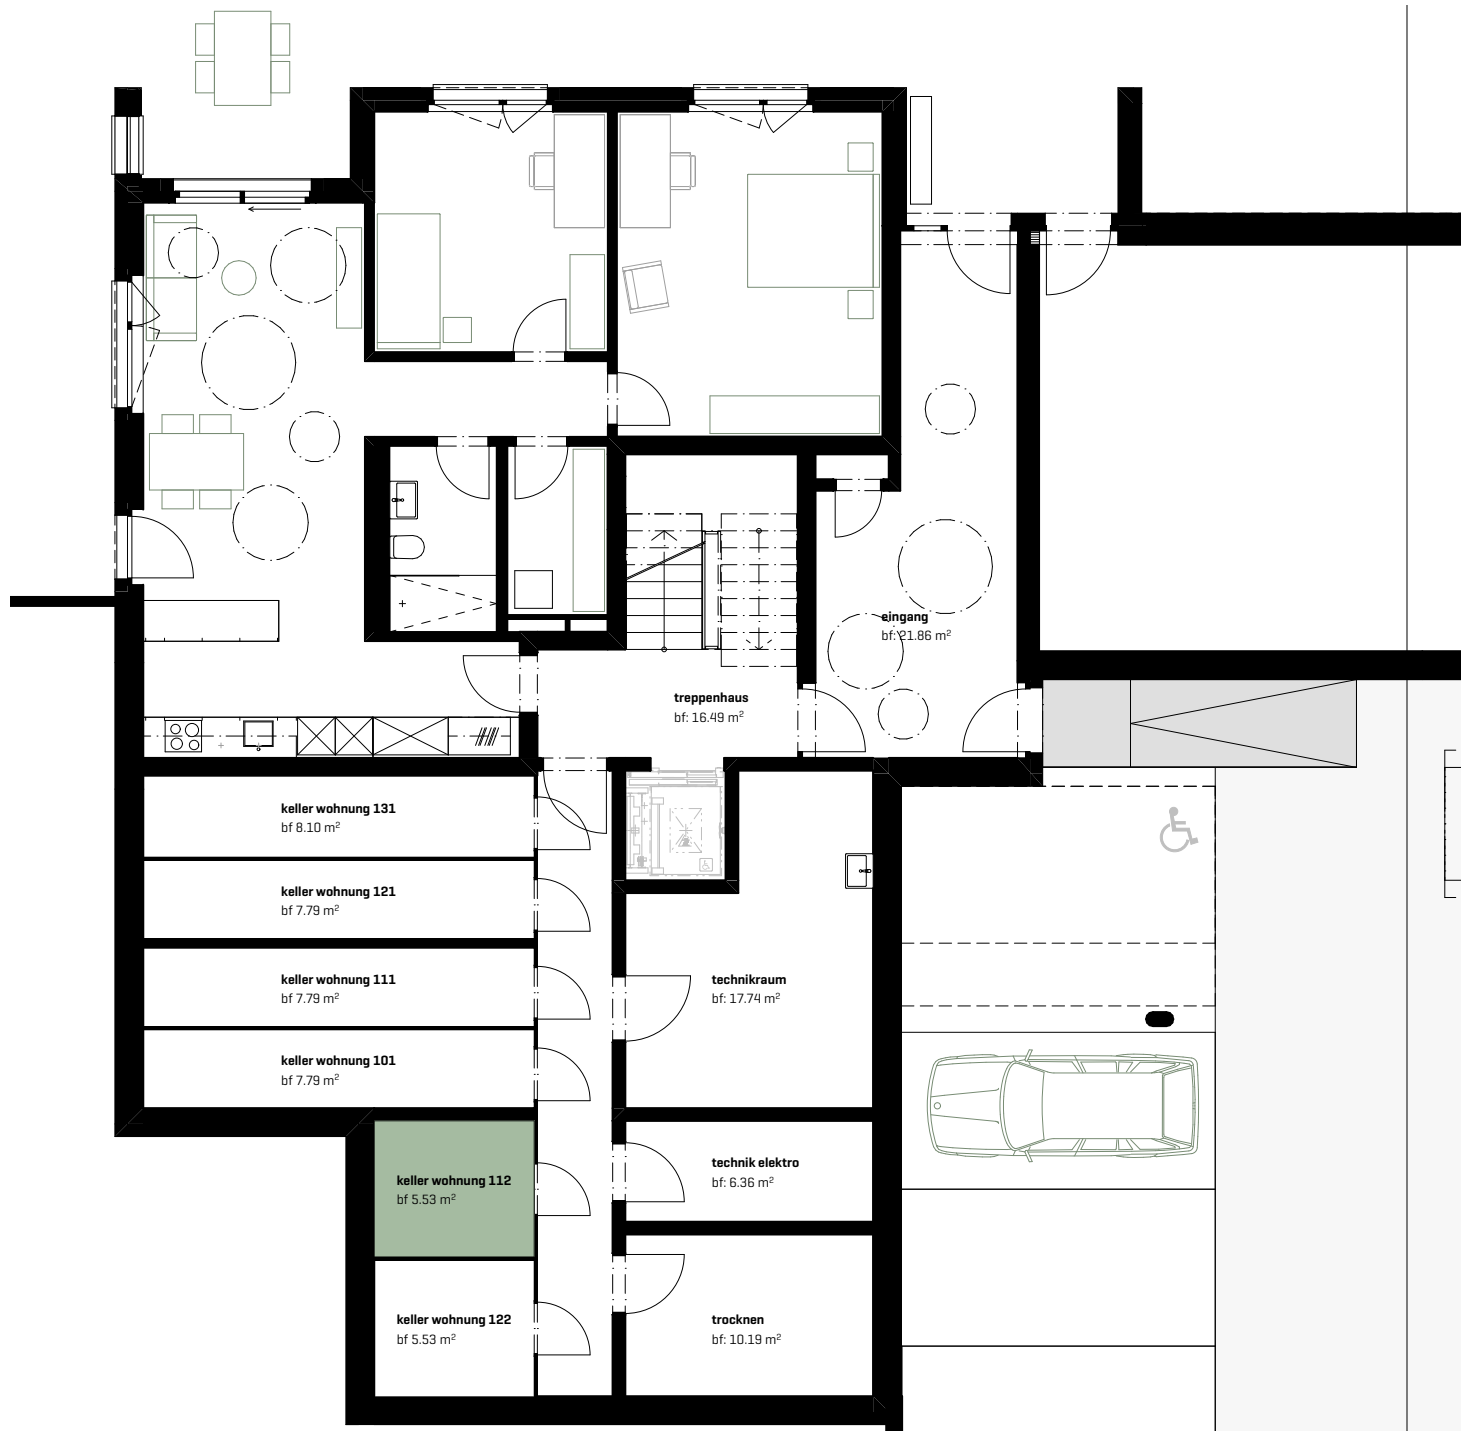 eingang
bf: 21.86 m²
treppenhaus
bf: 16.49 m²
keller wohnung 131
bf 8.10 m²
keller wohnung 121
bf 7.79 m²
keller wohnung 111
bf 7.79 m²
technikraum
bf: 17.74 m²
keller wohnung 101
bf 7.79 m²
keller wohnung 112
bf 5.53 m²
technik elektro
bf: 6.36 m²
keller wohnung 122
bf 5.53 m²
trocknen
bf: 10.19 m²